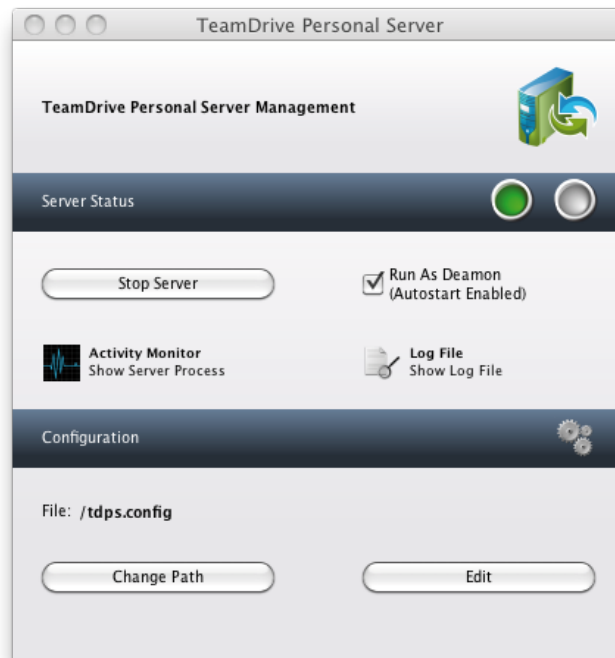 TeamDrive Personal Server
TeamDrive Personal Server Management
Server Status
Stop Server
Run As Deamon
(Autostart Enabled)
Activity Monitor
Show Server Process
Log File
Show Log File
Configuration
File: /tdps.config
Change Path
Edit